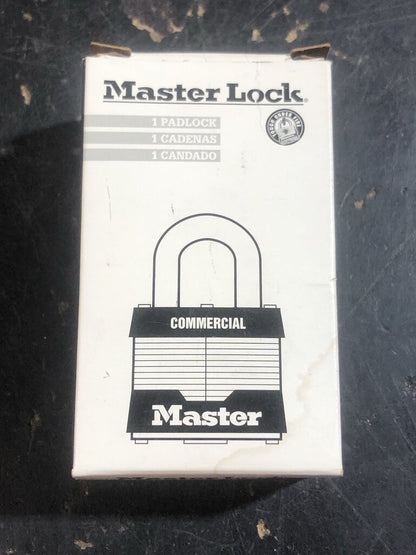 Master Lock®
1 PADLOCK
1 CADENAS
1 CANDADO
COMMERCIAL
Master